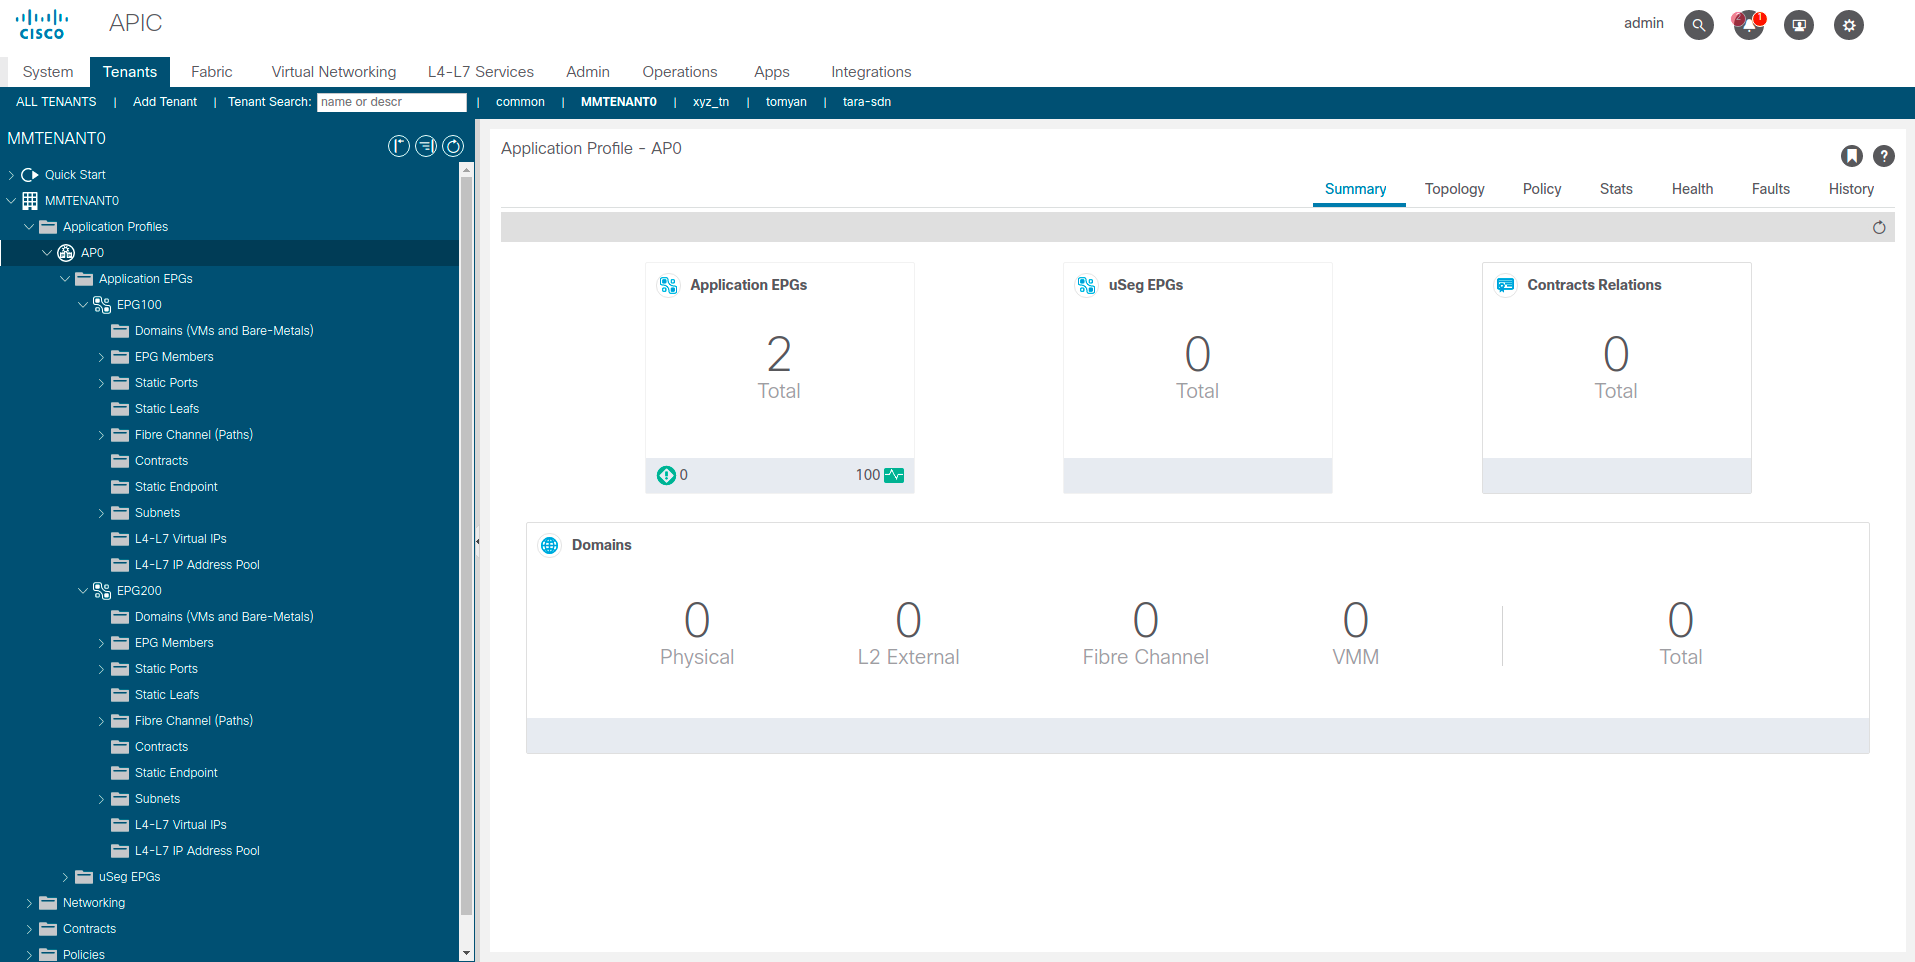 CISCO
APIC
admin
2
1
System Tenants Fabric Virtual Networking L4-L7 Services Admin Operations Apps Integrations
ALL TENANTS | Add Tenant | Tenant Search: name or descr | common | MMTENANT0 | xyz_tn | tomyan | tara-sdn
MMTENANT0
Quick Start
MMTENANT0
Application Profiles
AP0
Application EPGs
EPG100
Domains (VMs and Bare-Metals)
EPG Members
Static Ports
Static Leafs
Fibre Channel (Paths)
Contracts
Static Endpoint
Subnets
L4-L7 Virtual IPs
L4-L7 IP Address Pool
EPG200
Domains (VMs and Bare-Metals)
EPG Members
Static Ports
Static Leafs
Fibre Channel (Paths)
Contracts
Static Endpoint
Subnets
L4-L7 Virtual IPs
L4-L7 IP Address Pool
uSeg EPGs
Networking
Contracts
Policies
Application Profile - AP0
?
Summary Topology Policy Stats Health Faults History
Application EPGs
2
Total
0 100
uSeg EPGs
0
Total
Contracts Relations
0
Total
Domains
0 0 0 0 0
Physical L2 External Fibre Channel VMM Total